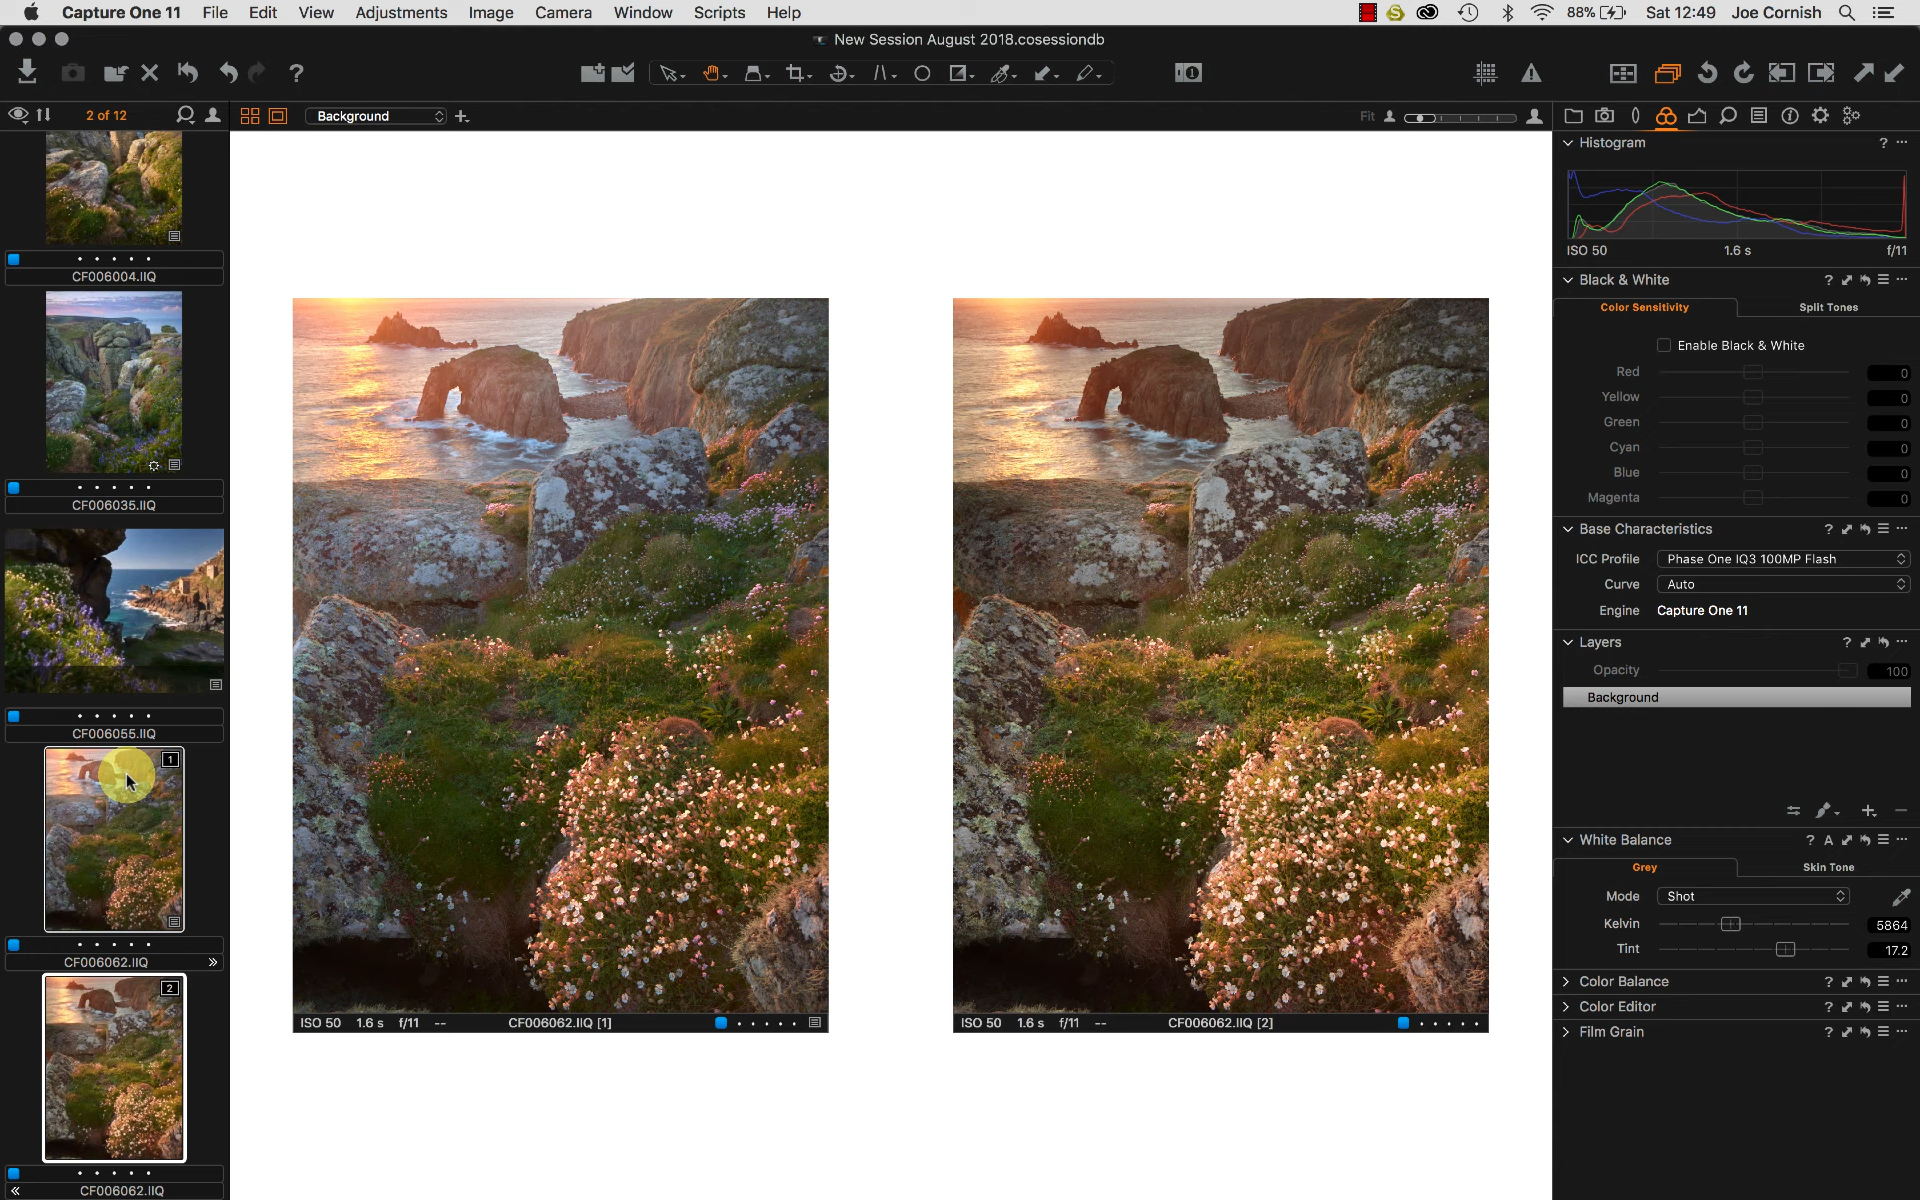 Capture One 11 File Edit View Adjustments Image Camera Window Scripts Help 88% Sat 12:49 Joe Cornish
New Session August 2018.cosessiondb
2 of 12
Background
Fit
CF006004.IIQ
CF006035.IIQ
CF006055.IIQ
1
CF006062.IIQ
2
CF006062.IIQ
ISO 50 1.6 s f/11 -- CF006062.IIQ [1]
ISO 50 1.6 s f/11 -- CF006062.IIQ [2]
Histogram
ISO 50 1.6 s f/11
Black & White
Color Sensitivity Split Tones
Enable Black & White
Red 0
Yellow 0
Green 0
Cyan 0
Blue 0
Magenta 0
Base Characteristics
ICC Profile Phase One IQ3 100MP Flash
Curve Auto
Engine Capture One 11
Layers
Opacity 100
Background
White Balance
Grey Skin Tone
Mode Shot
Kelvin 5864
Tint 17.2
Color Balance
Color Editor
Film Grain